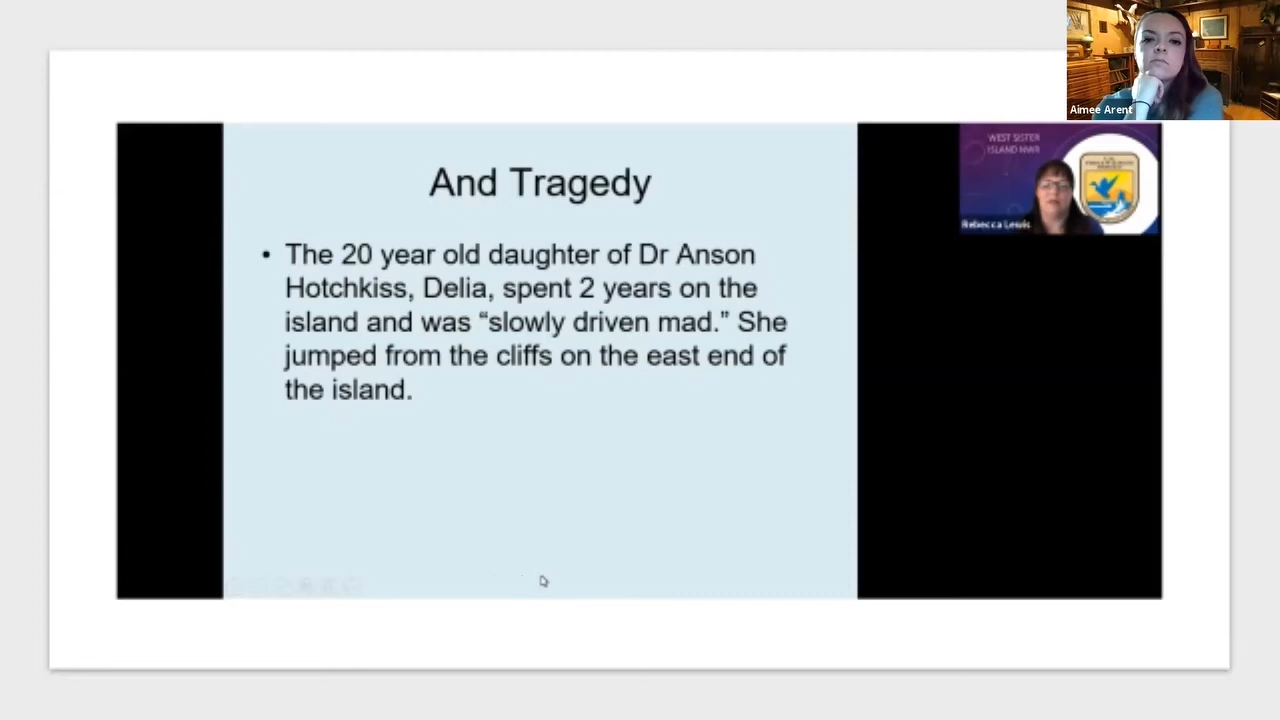 Aimee Arent
WEST SISTER
ISLAND NWR
Rebecca Lewis
And Tragedy
• The 20 year old daughter of Dr Anson
Hotchkiss, Delia, spent 2 years on the
island and was “slowly driven mad.” She
jumped from the cliffs on the east end of
the island.